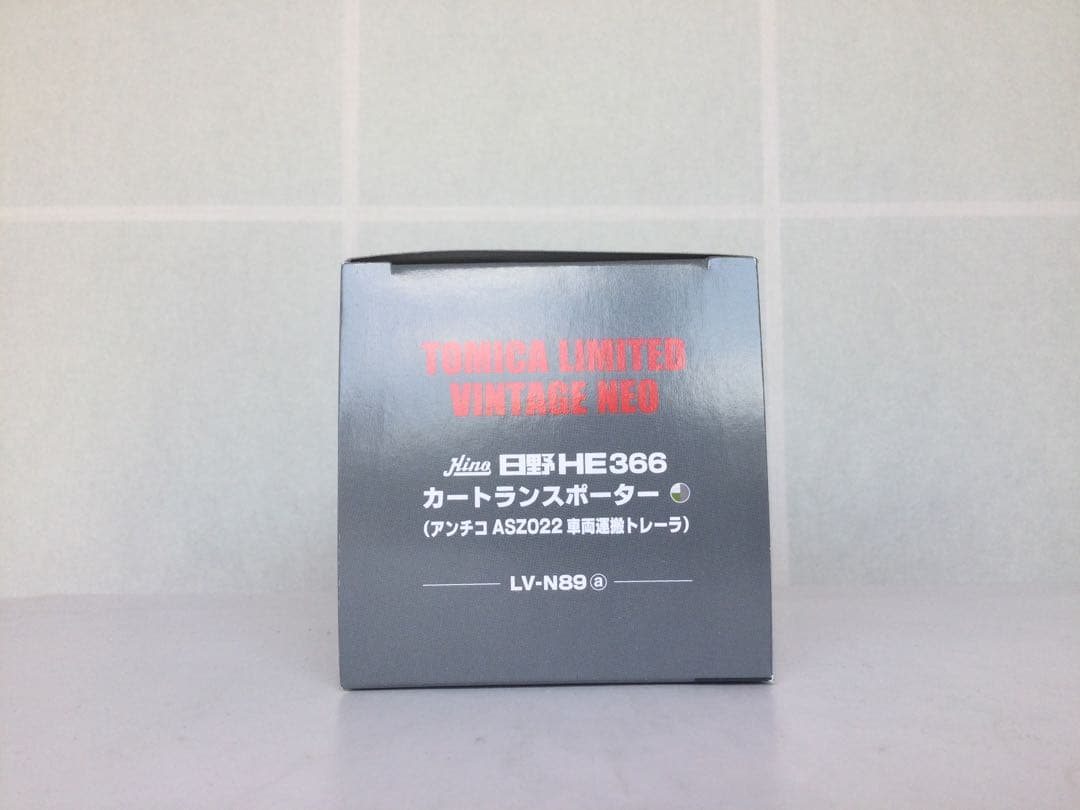 TOMICA LIMITED
VINTAGE NEO
Hino 日野HE366
カートランスポーター
(アンチコ ASZ022 車両運搬トレーラ)
LV-N89 ⓐ